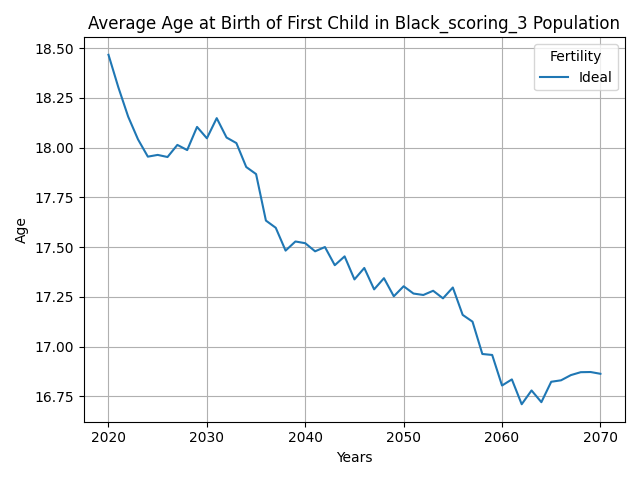 Average Age at Birth of First Child in Black_scoring_3 Population
Fertility
Ideal
18.50
18.25
18.00
17.75
17.50
17.25
17.00
16.75
Age
2020 2030 2040 2050 2060 2070
Years